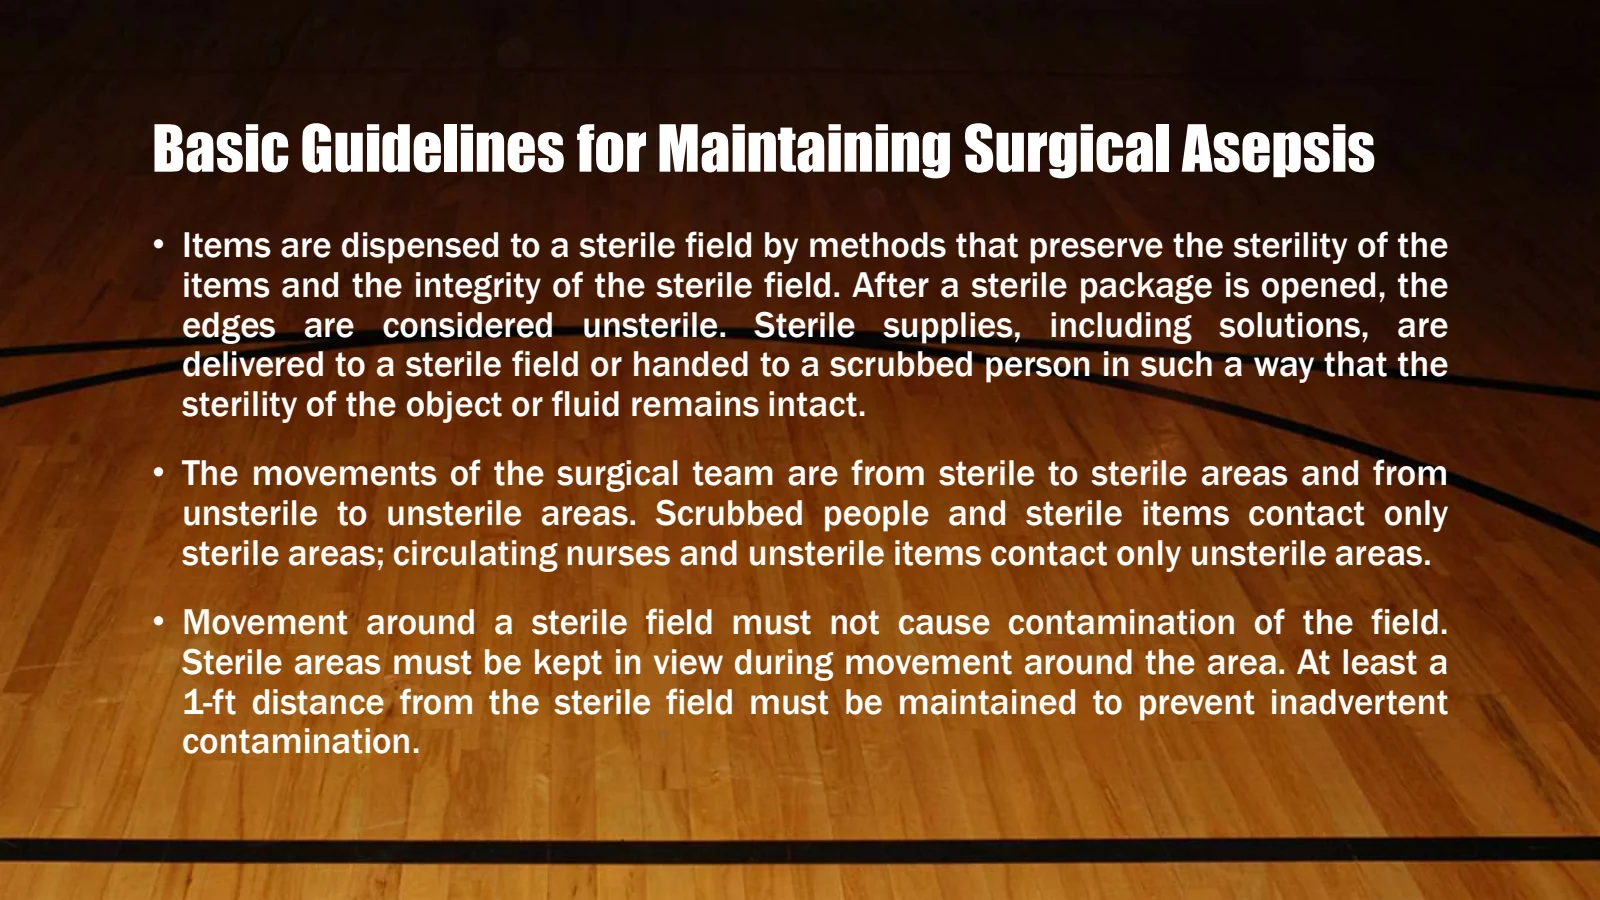 Basic Guidelines for Maintaining Surgical Asepsis
• Items are dispensed to a sterile field by methods that preserve the sterility of the
items and the integrity of the sterile field. After a sterile package is opened, the
edges are considered unsterile. Sterile supplies, including solutions, are
delivered to a sterile field or handed to a scrubbed person in such a way that the
sterility of the object or fluid remains intact.
• The movements of the surgical team are from sterile to sterile areas and from
unsterile to unsterile areas. Scrubbed people and sterile items contact only
sterile areas; circulating nurses and unsterile items contact only unsterile areas.
• Movement around a sterile field must not cause contamination of the field.
Sterile areas must be kept in view during movement around the area. At least a
1-ft distance from the sterile field must be maintained to prevent inadvertent
contamination.